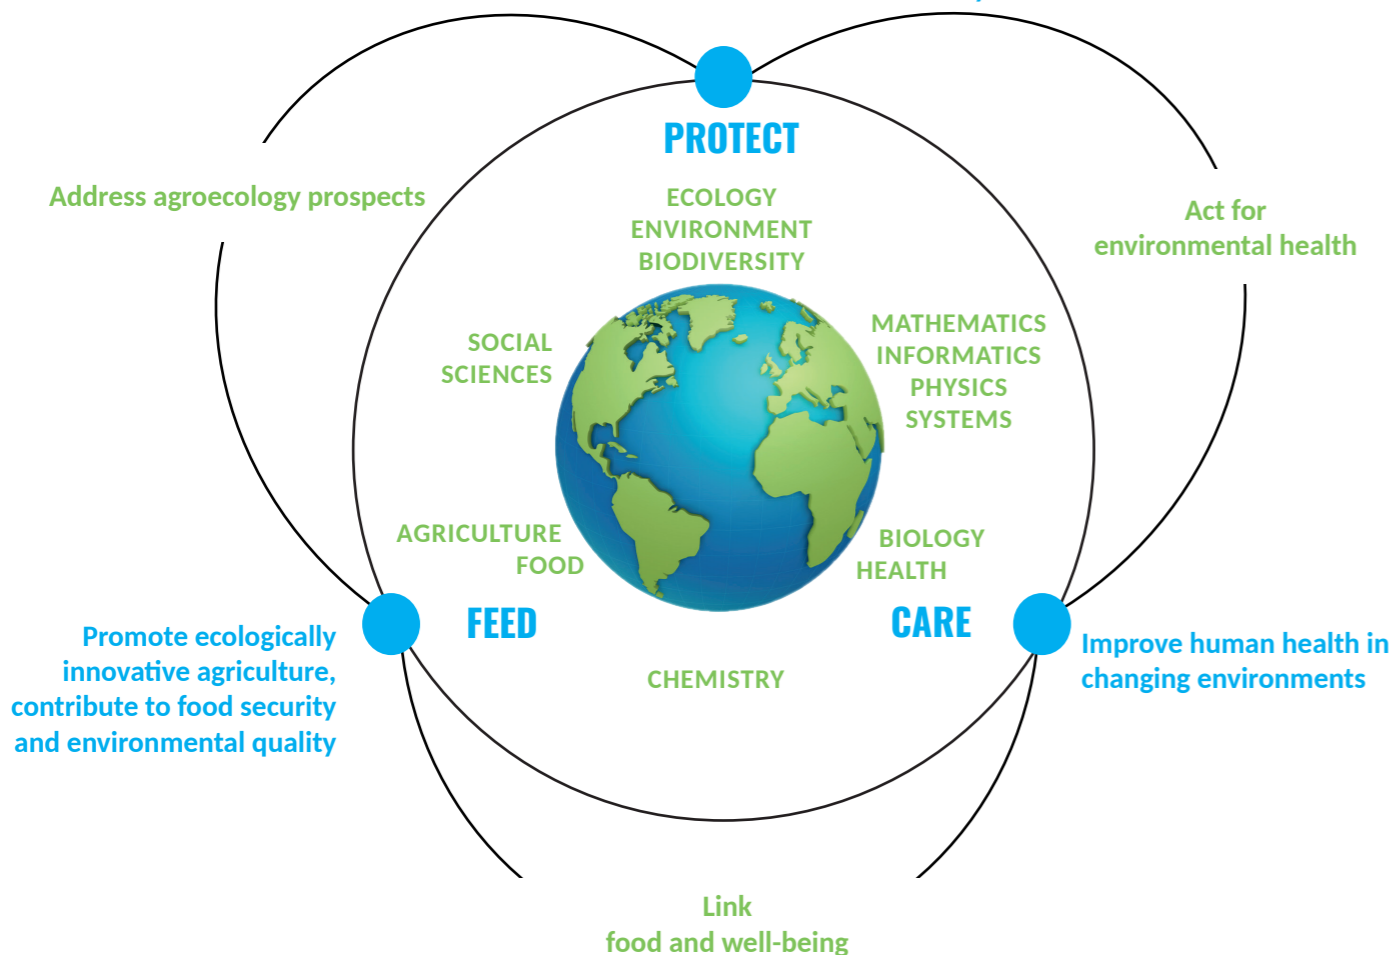 PROTECT
Address agroecology prospects
ECOLOGY
ENVIRONMENT
BIODIVERSITY
Act for
environmental health
SOCIAL
SCIENCES
MATHEMATICS
INFORMATICS
PHYSICS
SYSTEMS
AGRICULTURE
FOOD
BIOLOGY
HEALTH
FEED
CARE
Promote ecologically
innovative agriculture,
contribute to food security
and environmental quality
Improve human health in
changing environments
CHEMISTRY
Link
food and well-being